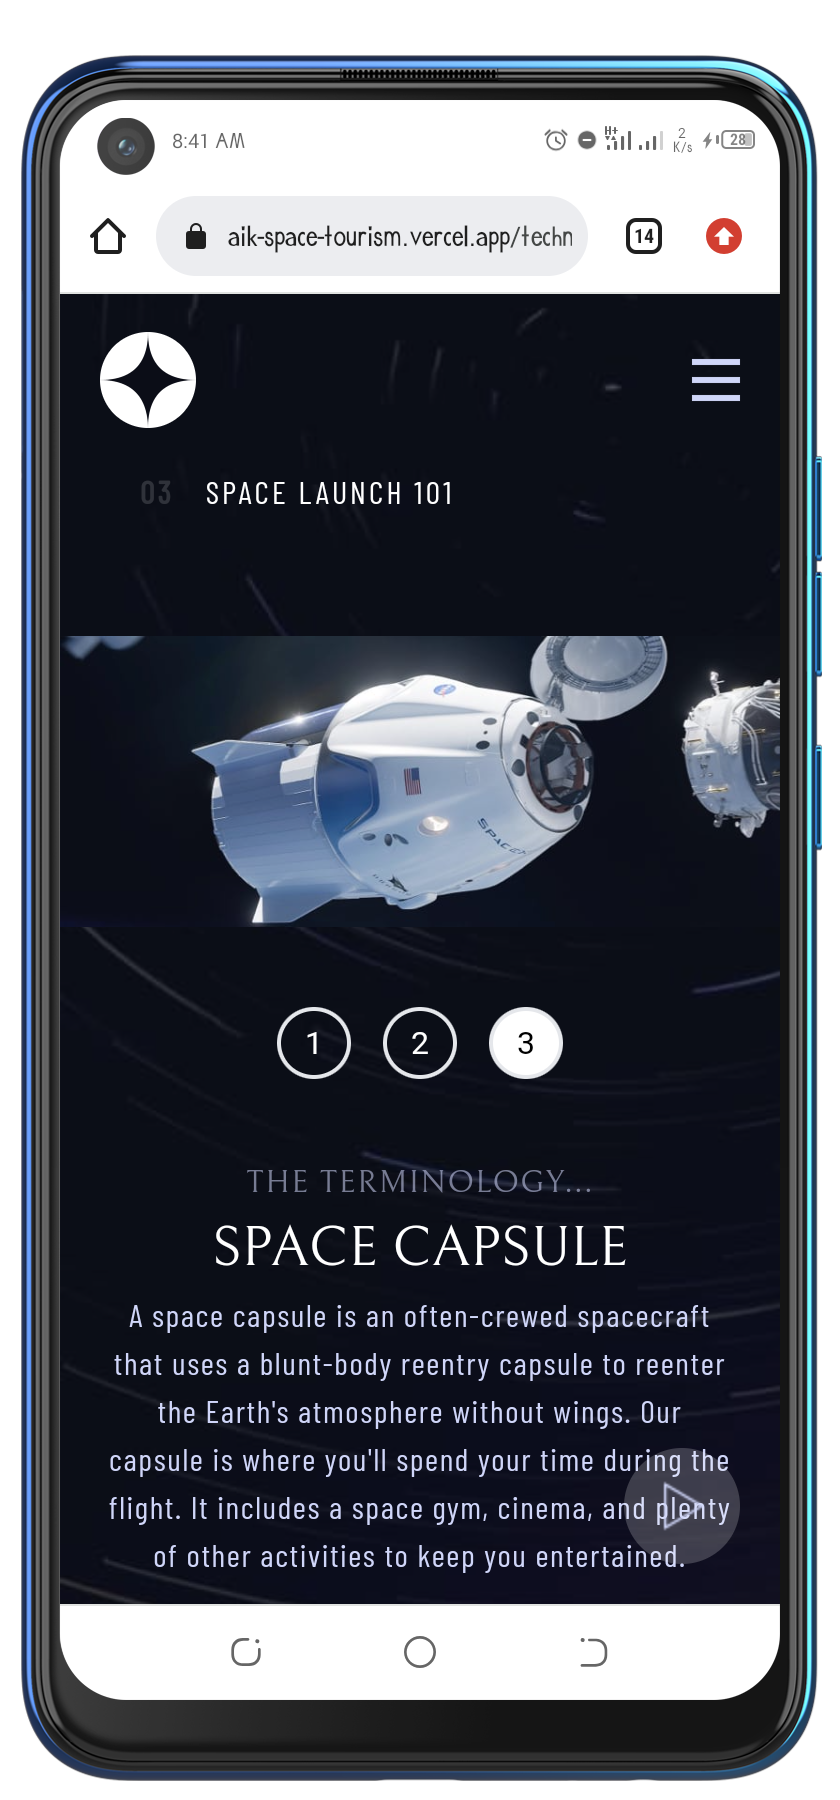 8:41 AM
H+
2
K/s
28
aik-space-tourism.vercel.app/techn
14
03 SPACE LAUNCH 101
SPACEX
1 2 3
THE TERMINOLOGY...
SPACE CAPSULE
A space capsule is an often-crewed spacecraft
that uses a blunt-body reentry capsule to reenter
the Earth's atmosphere without wings. Our
capsule is where you'll spend your time during the
flight. It includes a space gym, cinema, and plenty
of other activities to keep you entertained.